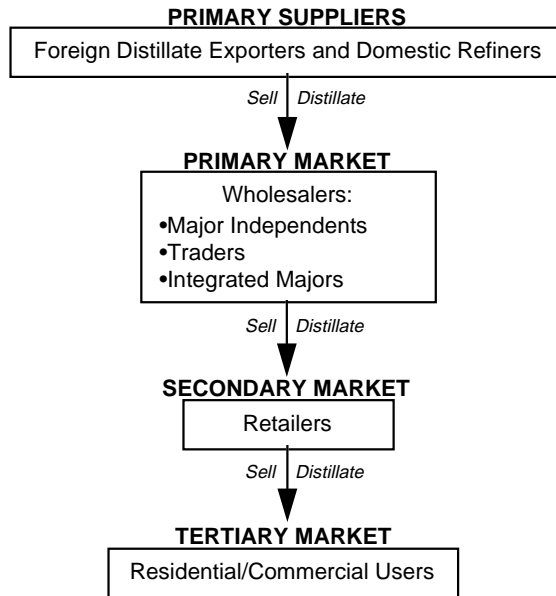 PRIMARY SUPPLIERS
Foreign Distillate Exporters and Domestic Refiners
Sell Distillate
PRIMARY MARKET
Wholesalers:
•Major Independents
•Traders
•Integrated Majors
Sell Distillate
SECONDARY MARKET
Retailers
Sell Distillate
TERTIARY MARKET
Residential/Commercial Users